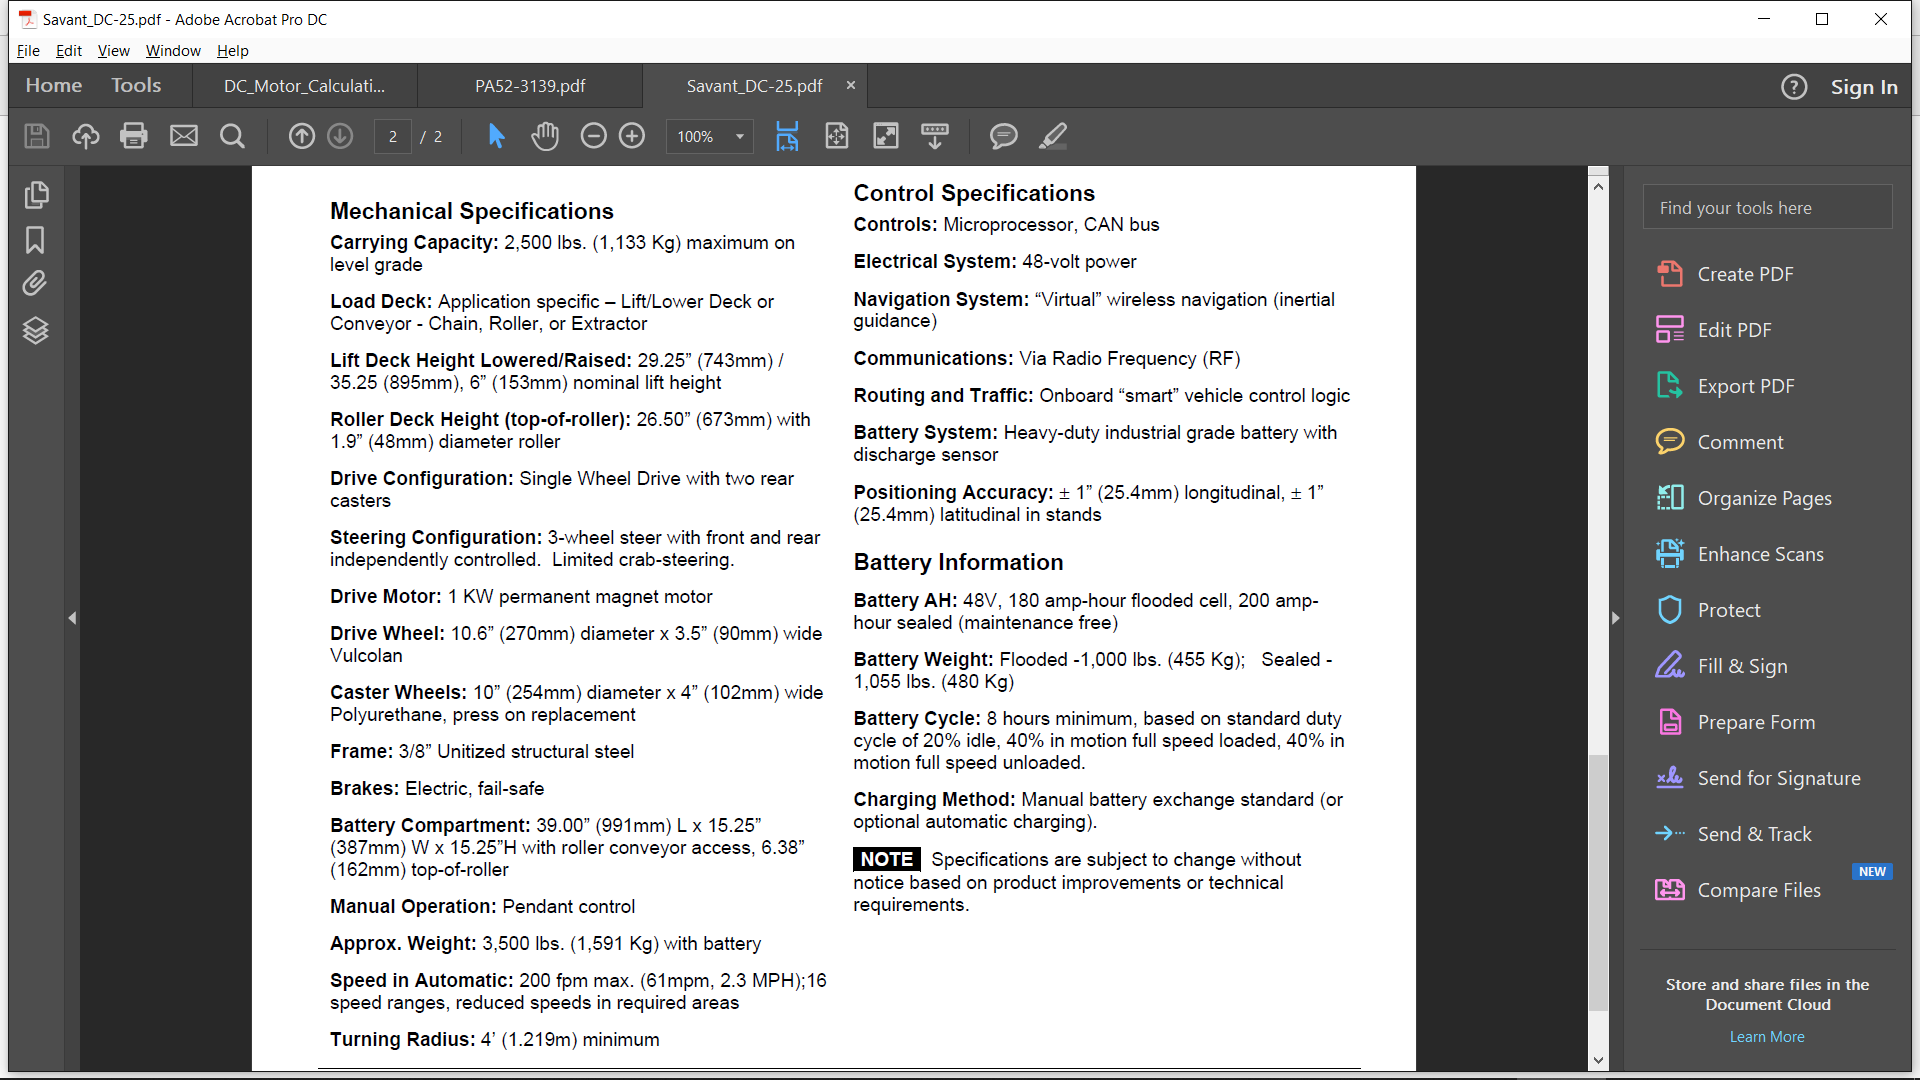 Savant_DC-25.pdf - Adobe Acrobat Pro DC
File Edit View Window Help
Home Tools DC_Motor_Calculati... PA52-3139.pdf Savant_DC-25.pdf × ? Sign In
2 / 2 100%
Mechanical Specifications
Carrying Capacity: 2,500 lbs. (1,133 Kg) maximum on
level grade
Load Deck: Application specific – Lift/Lower Deck or
Conveyor - Chain, Roller, or Extractor
Lift Deck Height Lowered/Raised: 29.25” (743mm) /
35.25 (895mm), 6” (153mm) nominal lift height
Roller Deck Height (top-of-roller): 26.50” (673mm) with
1.9” (48mm) diameter roller
Drive Configuration: Single Wheel Drive with two rear
casters
Steering Configuration: 3-wheel steer with front and rear
independently controlled.  Limited crab-steering.
Drive Motor: 1 KW permanent magnet motor
Drive Wheel: 10.6” (270mm) diameter x 3.5” (90mm) wide
Vulcolan
Caster Wheels: 10” (254mm) diameter x 4” (102mm) wide
Polyurethane, press on replacement
Frame: 3/8” Unitized structural steel
Brakes: Electric, fail-safe
Battery Compartment: 39.00” (991mm) L x 15.25”
(387mm) W x 15.25”H with roller conveyor access, 6.38”
(162mm) top-of-roller
Manual Operation: Pendant control
Approx. Weight: 3,500 lbs. (1,591 Kg) with battery
Speed in Automatic: 200 fpm max. (61mpm, 2.3 MPH);16
speed ranges, reduced speeds in required areas
Turning Radius: 4’ (1.219m) minimum
Control Specifications
Controls: Microprocessor, CAN bus
Electrical System: 48-volt power
Navigation System: “Virtual” wireless navigation (inertial
guidance)
Communications: Via Radio Frequency (RF)
Routing and Traffic: Onboard “smart” vehicle control logic
Battery System: Heavy-duty industrial grade battery with
discharge sensor
Positioning Accuracy: ± 1” (25.4mm) longitudinal, ± 1”
(25.4mm) latitudinal in stands
Battery Information
Battery AH: 48V, 180 amp-hour flooded cell, 200 amp-
hour sealed (maintenance free)
Battery Weight: Flooded -1,000 lbs. (455 Kg);   Sealed -
1,055 lbs. (480 Kg)
Battery Cycle: 8 hours minimum, based on standard duty
cycle of 20% idle, 40% in motion full speed loaded, 40% in
motion full speed unloaded.
Charging Method: Manual battery exchange standard (or
optional automatic charging).
NOTE Specifications are subject to change without
notice based on product improvements or technical
requirements.
Find your tools here
Create PDF
Edit PDF
Export PDF
Comment
Organize Pages
Enhance Scans
Protect
Fill & Sign
Prepare Form
Send for Signature
Send & Track
NEW
Compare Files
Store and share files in the
Document Cloud
Learn More